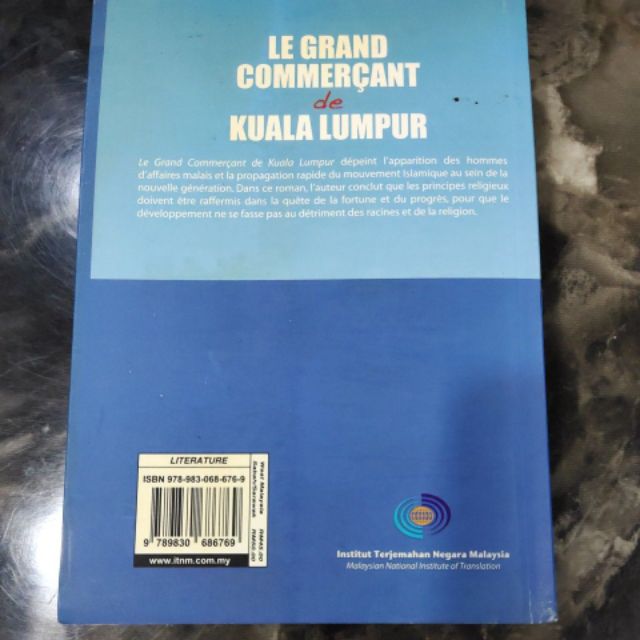 LE GRAND
COMMERÇANT
de
KUALA LUMPUR
Le Grand Commerçant de Kuala Lumpur dépeint l'apparition des hommes
d'affaires malais et la propagation rapide du mouvement Islamique au sein de la
nouvelle génération. Dans ce roman, l'auteur conclut que les principes religieux
doivent être raffermis dans la quête de la fortune et du progrès, pour que le
développement ne se fasse pas au détriment des racines et de la religion.
LITERATURE
ISBN 978-983-068-676-9
9 789830 686769
www.itnm.com.my
West Malaysia
Sabah/Sarawak
Institut Terjemahan Negara Malaysia
Malaysian National Institute of Translation